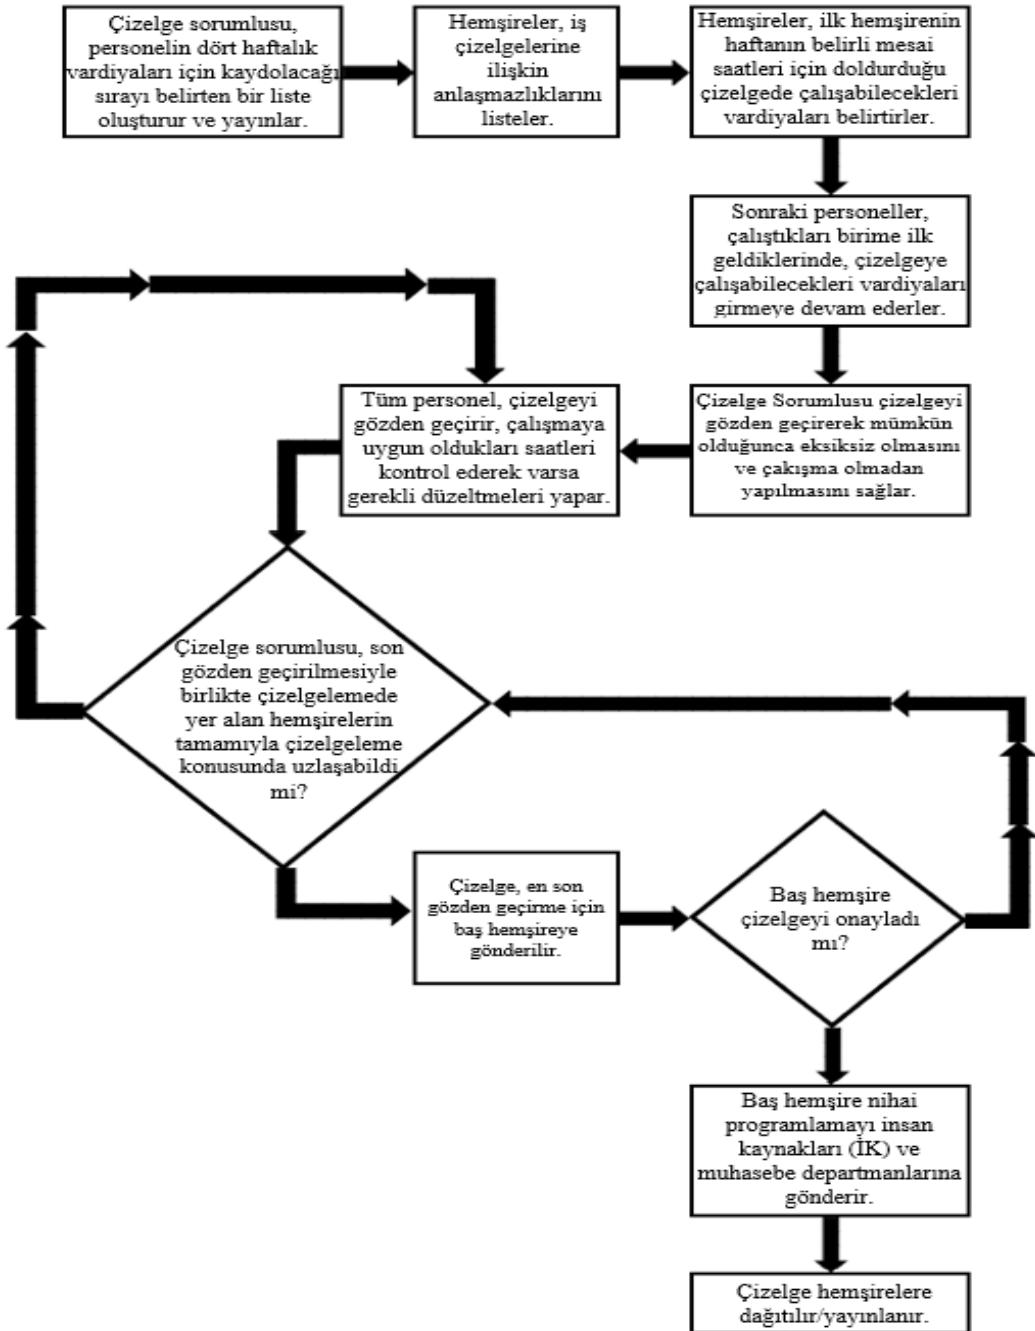 Çizelge sorumlusu,
personelin dört haftalık
vardiyaları için kaydolacağı
sırayı belirten bir liste
oluşturur ve yayınlar.
Hemşireler, iş
çizelgelerine
ilişkin
anlaşmazlıklarını
listeler.
Hemşireler, ilk hemşirenin
haftanın belirli mesai
saatleri için doldurduğu
çizelgede çalışabilecekleri
vardiyaları belirtirler.
Sonraki personeller,
çalıştıkları birime ilk
geldiklerinde, çizelgeye
çalışabilecekleri vardiyaları
girmeye devam ederler.
Çizelge Sorumlusu çizelgeyi
gözden geçirerek mümkün
olduğunca eksiksiz olmasını
ve çakışma olmadan
yapılmasını sağlar.
Tüm personel, çizelgeyi
gözden geçirir, çalışmaya
uygun oldukları saatleri
kontrol ederek varsa
gerekli düzeltmeleri yapar.
Çizelge sorumlusu, son
gözden geçirilmesiyle
birlikte çizelgelemede
yer alan hemşirelerin
tamamıyla çizelgeleme
konusunda uzlaşabildi
mi?
Çizelge, en son
gözden geçirme için
baş hemşireye
gönderilir.
Baş hemşire
çizelgeyi onayladı
mı?
Baş hemşire nihai
programlamayı insan
kaynakları (İK) ve
muhasebe departmanlarına
gönderir.
Çizelge hemşirelere
dağıtılır/yayınlanır.